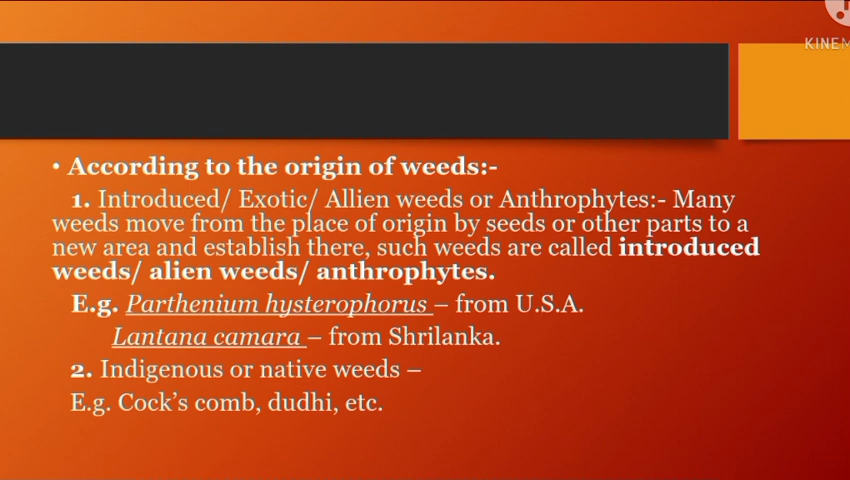 KINEM
• According to the origin of weeds:-
1. Introduced/ Exotic/ Allien weeds or Anthrophytes:- Many
weeds move from the place of origin by seeds or other parts to a
new area and establish there, such weeds are called introduced
weeds/ alien weeds/ anthrophytes.
E.g. Parthenium hysterophorus – from U.S.A.
Lantana camara – from Shrilanka.
2. Indigenous or native weeds –
E.g. Cock's comb, dudhi, etc.